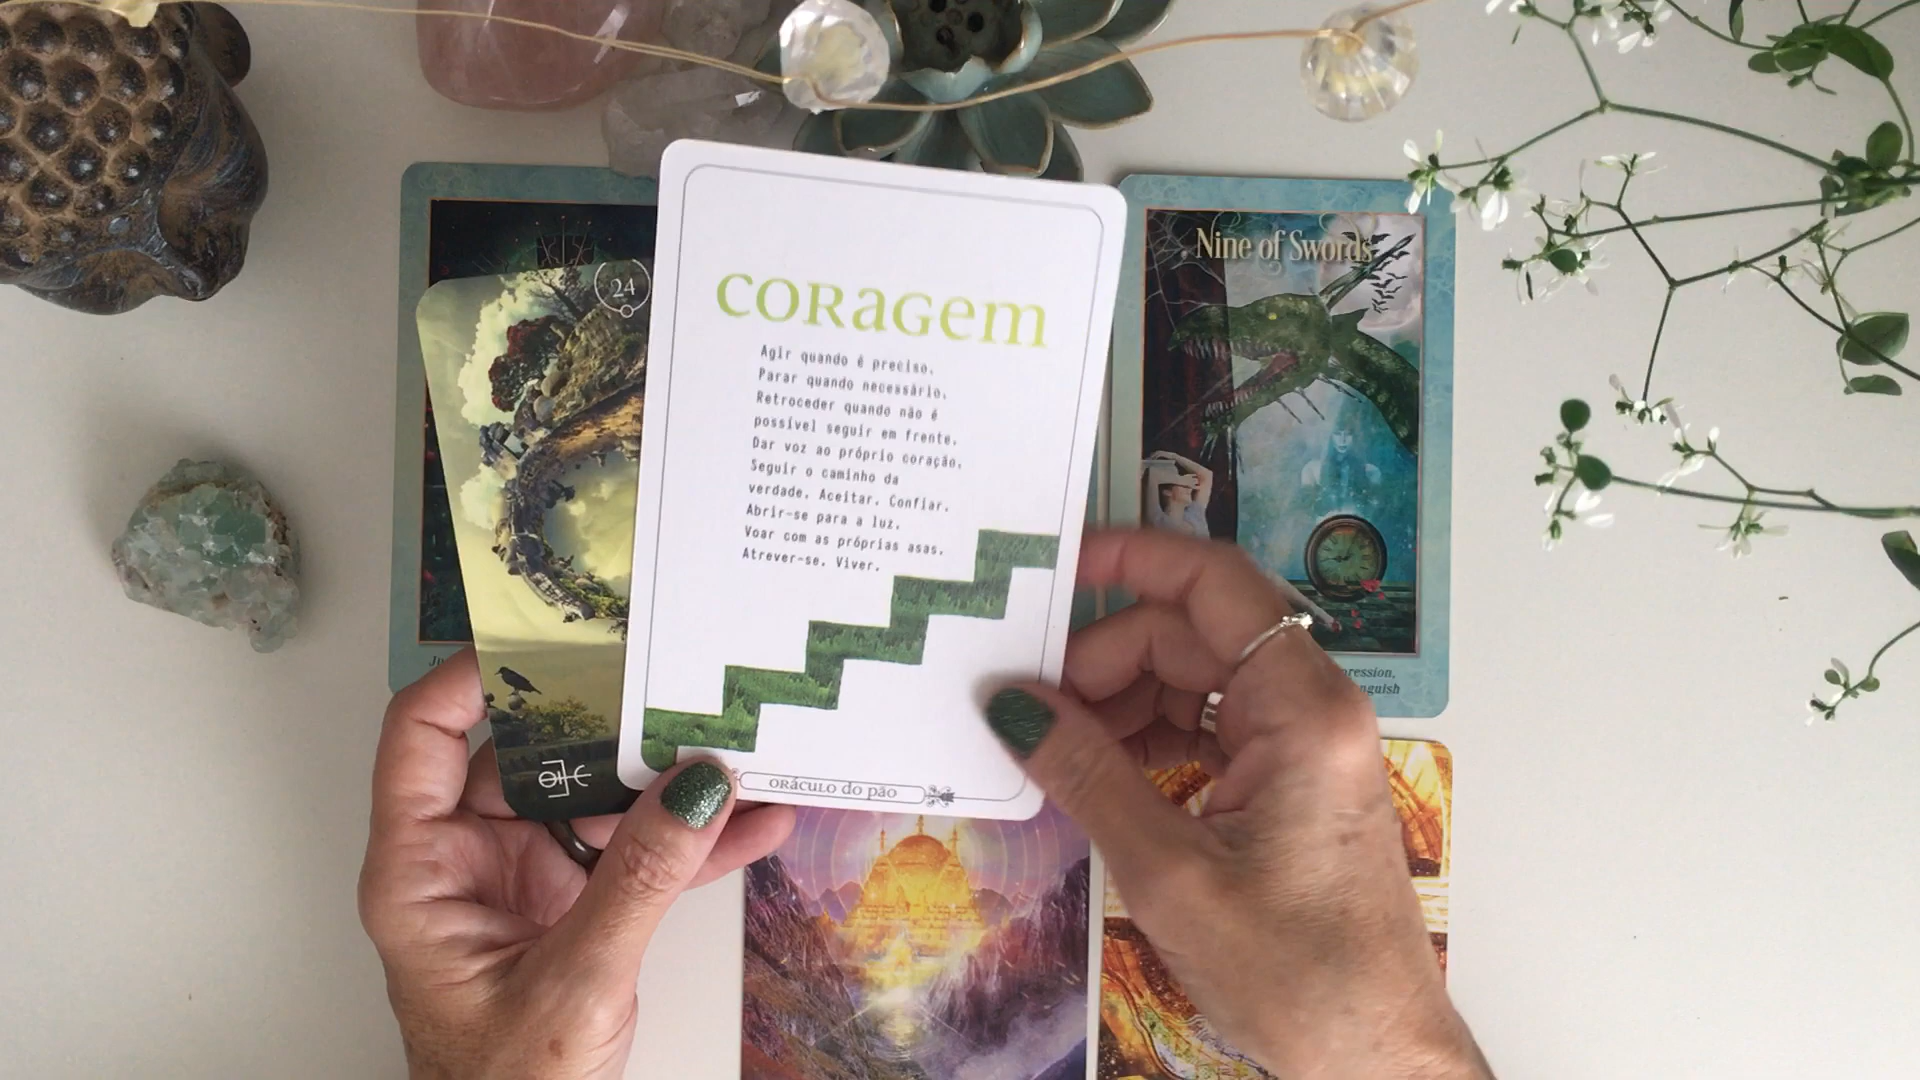 24
CORAGEM
Agir quando é preciso.
Parar quando necessário.
Retroceder quando não é
possível seguir em frente.
Dar voz ao próprio coração.
Seguir o caminho da
verdade. Aceitar. Confiar.
Abrir-se para a luz.
Voar com as próprias asas.
Atrever-se. Viver.
ORÁCULO DO PÃO
Nine of Swords